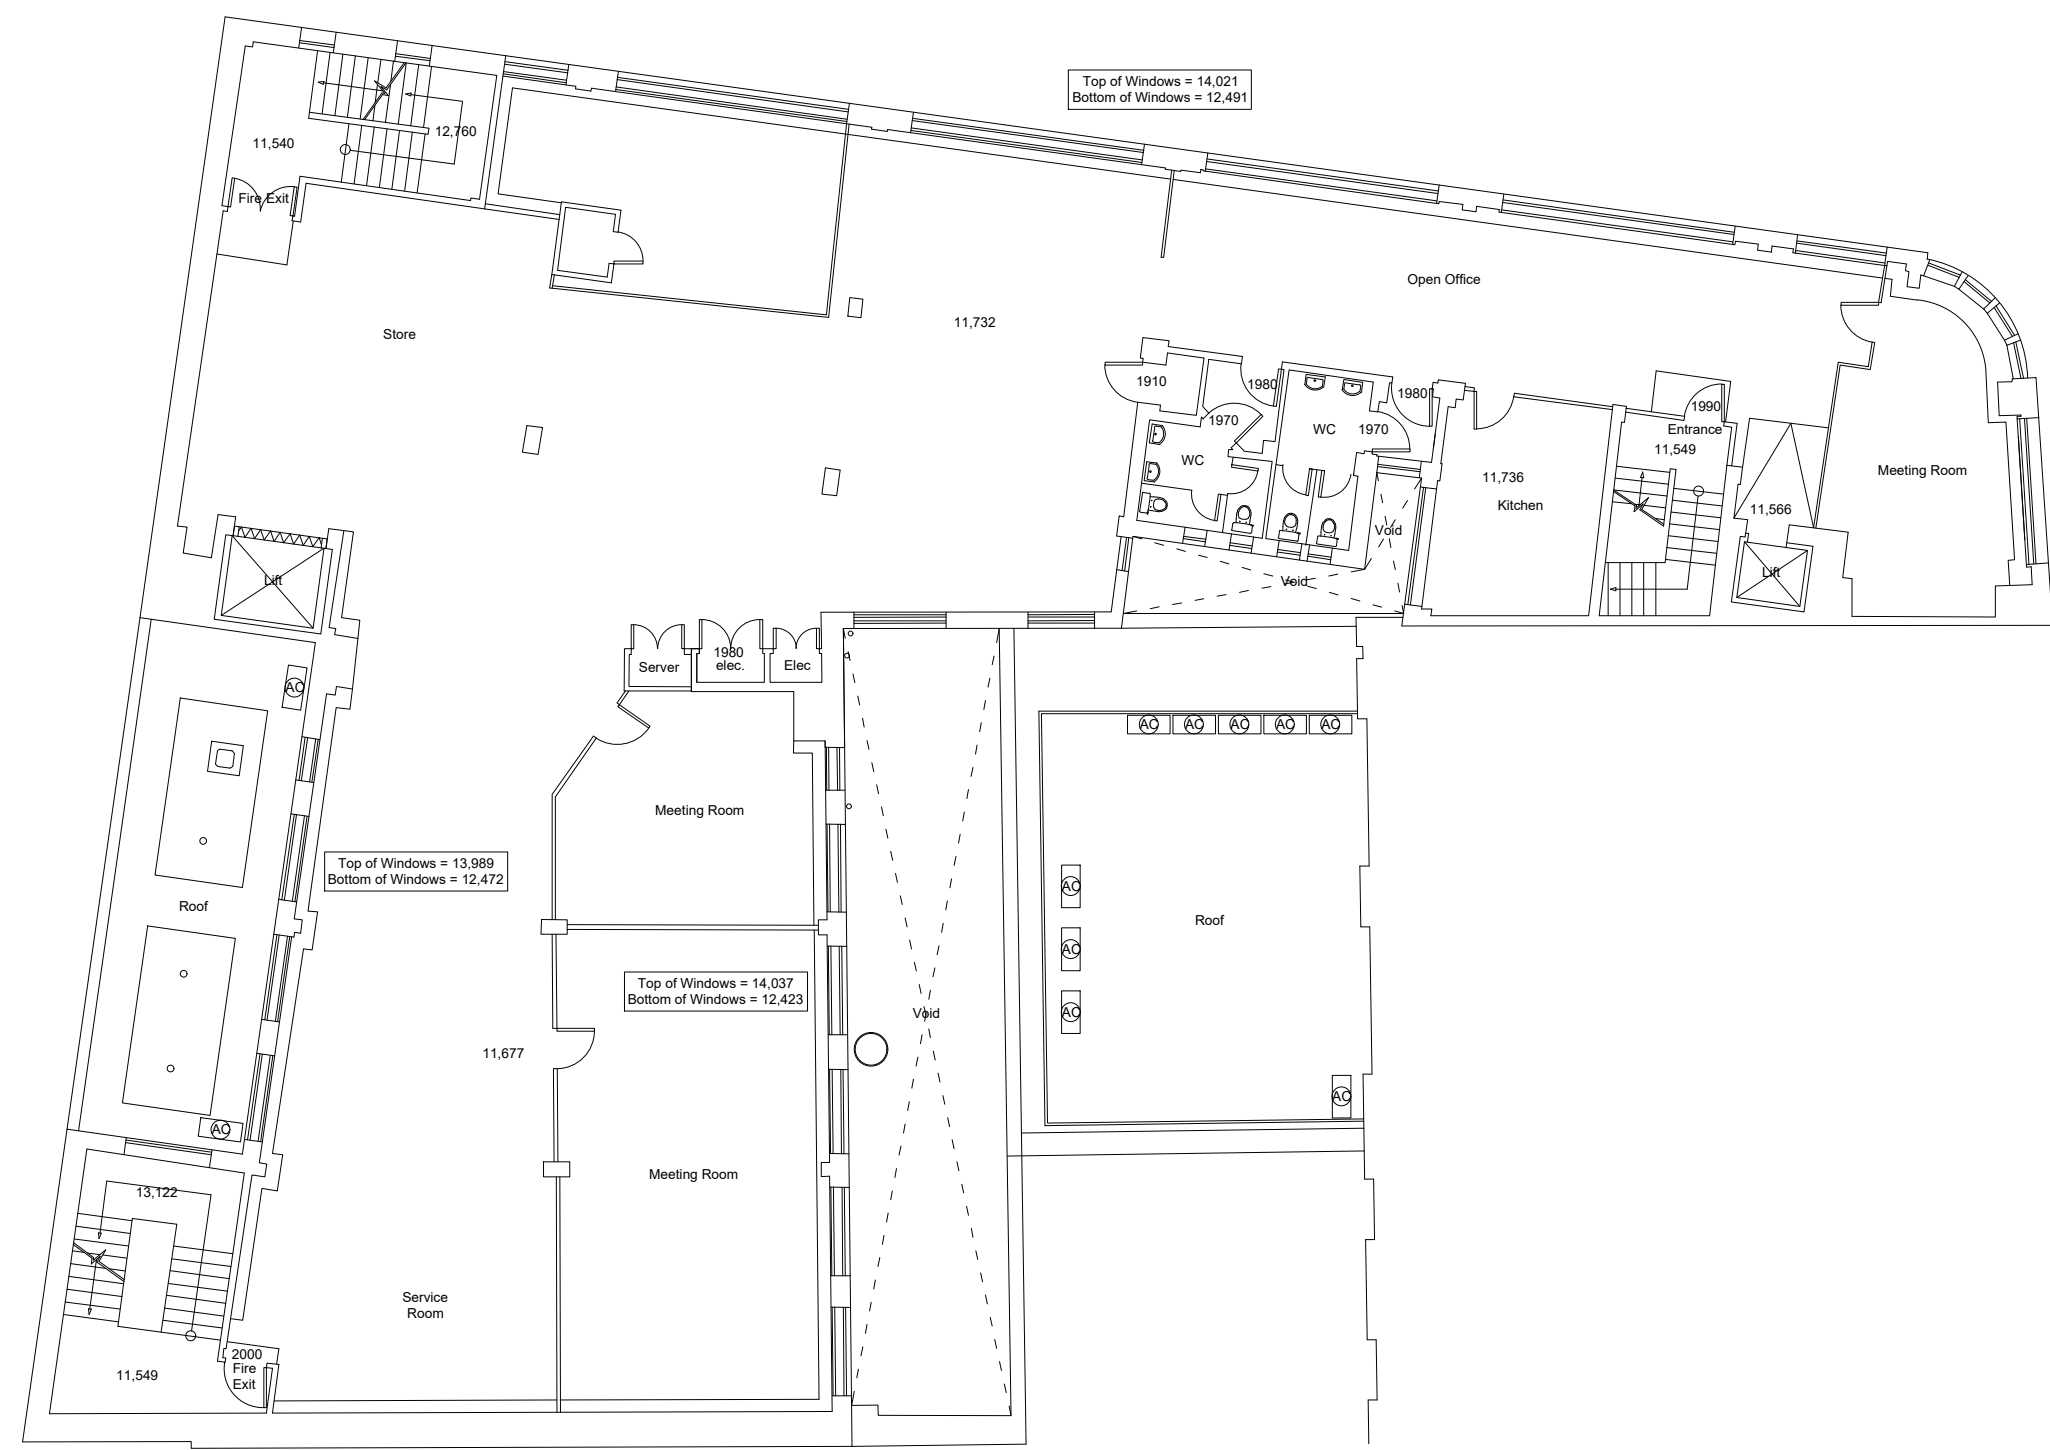 Top of Windows = 14,021
Bottom of Windows = 12,491
12,760
11,540
Fire Exit
Open Office
11,732
Store
1910
1980
1980
1990
1970
1970
WC
WC
Entrance
11,549
Meeting Room
11,736
Kitchen
11,566
Void
Void
Lift
Lift
Server
1980
elec.
Elec
AC
AC
AC
AC
AC
AC
Meeting Room
Top of Windows = 13,989
Bottom of Windows = 12,472
AC
Roof
Roof
AC
Top of Windows = 14,037
Bottom of Windows = 12,423
Void
AC
11,677
AC
AC
Meeting Room
13,122
Service
Room
2000
Fire
Exit
11,549